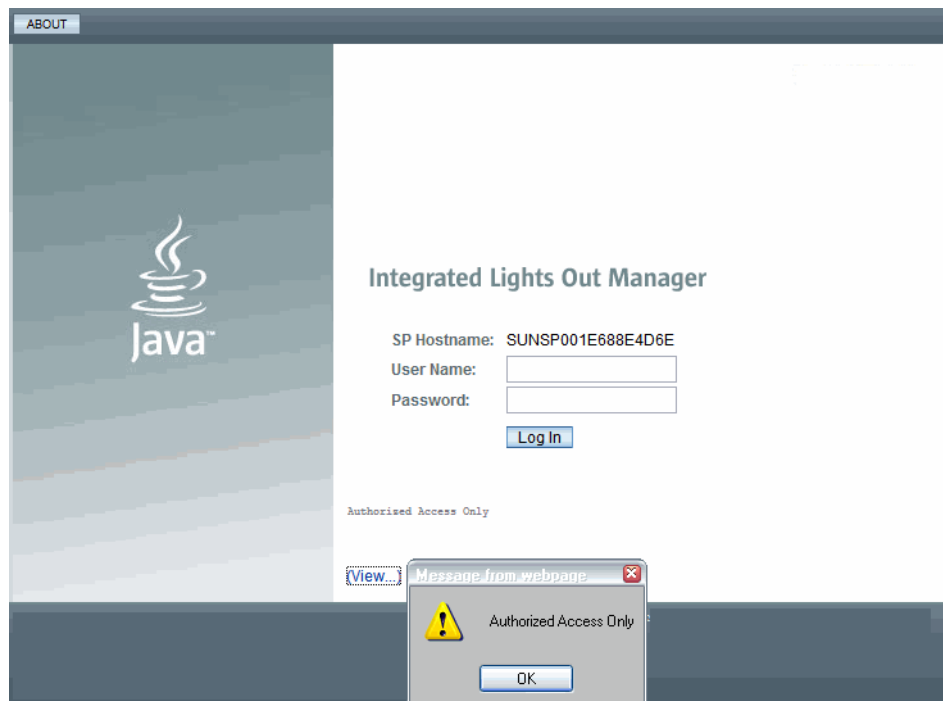 ABOUT
Java™
Integrated Lights Out Manager
SP Hostname: SUNSP001E688E4D6E
User Name:
Password:
Log In
Authorized Access Only
(View...)
Message from webpage
Authorized Access Only
OK